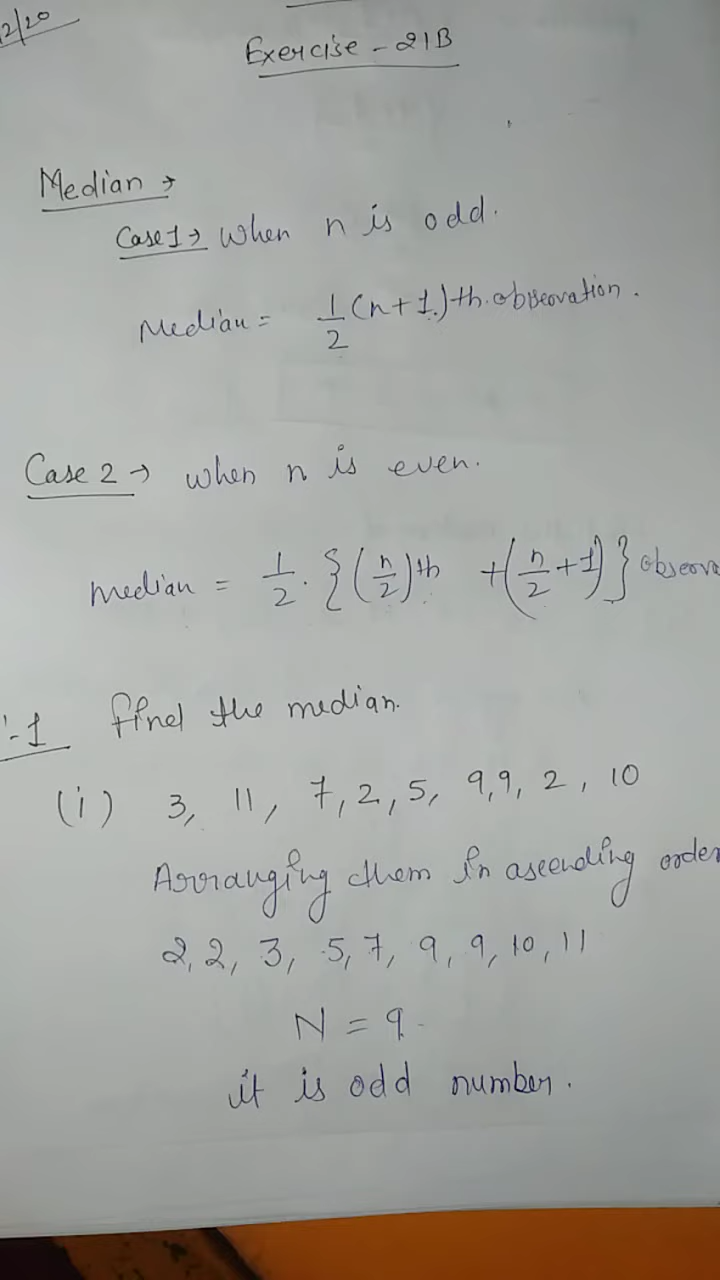 2/20
Exercise - 21B
Median →
Case 1 → When n is odd.
Median = 1/2 (n+1) th. observation.
Case 2 → when n is even.
median = 1/2 . {(n/2) th + (n/2 + 1)} observa
-1 find the median.
(i) 3, 11, 7, 2, 5, 9, 9, 2, 10
Arranging them in ascending order
2, 2, 3, 5, 7, 9, 9, 10, 11
N = 9.
it is odd number.